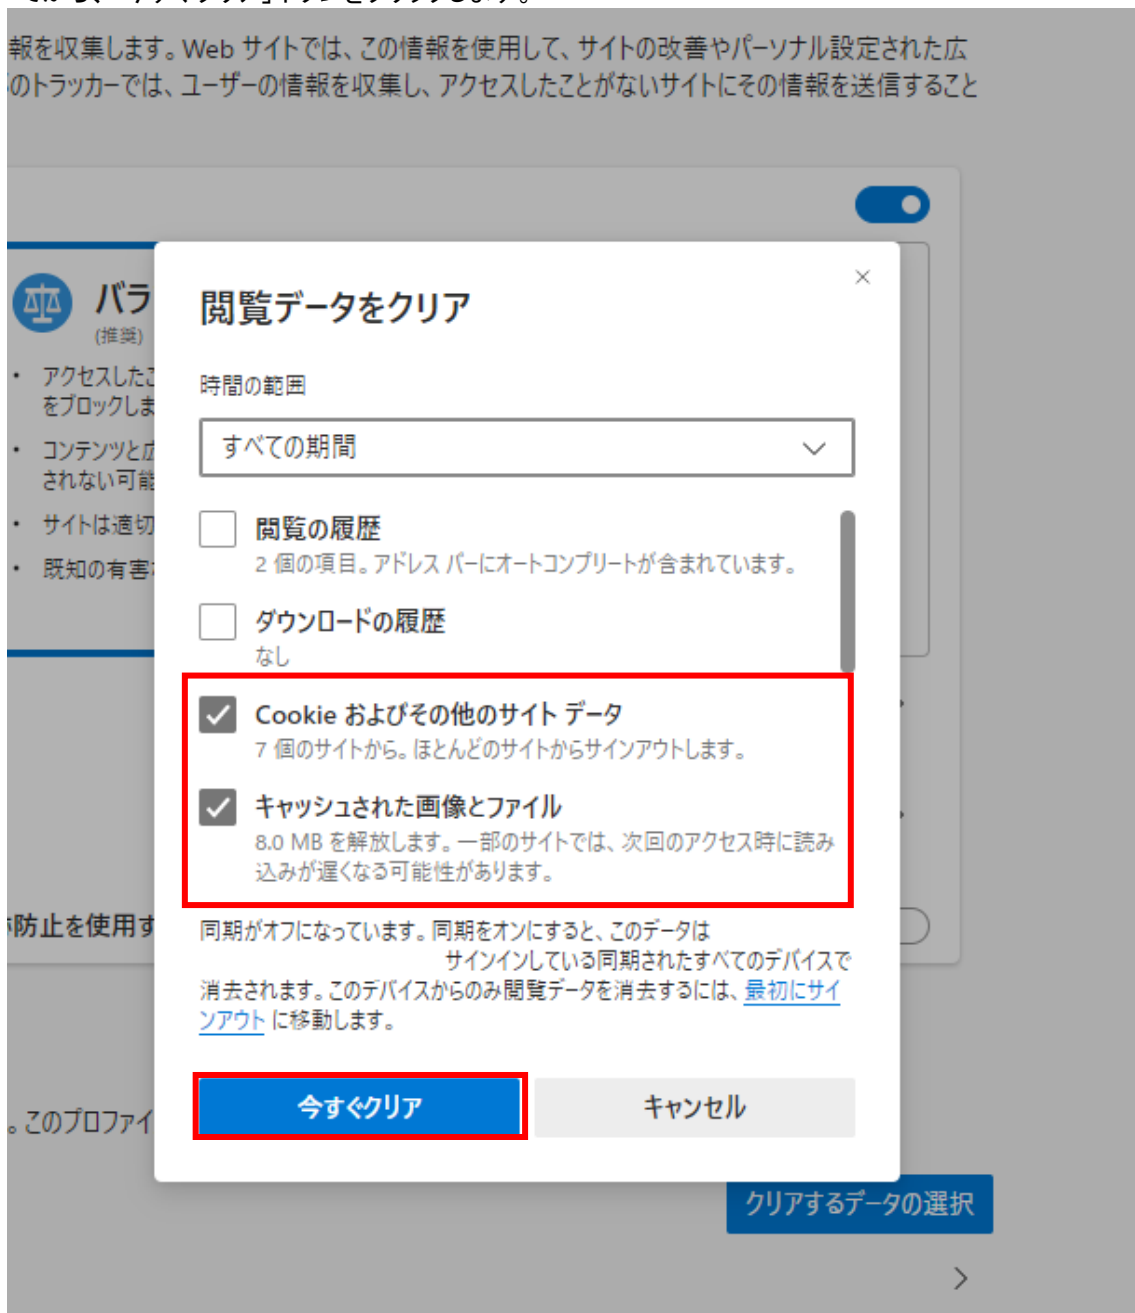 報を収集します。Web サイトでは、この情報を使用して、サイトの改善やパーソナル設定された広
のトラッカーでは、ユーザーの情報を収集し、アクセスしたことがないサイトにその情報を送信すること
バラ
(推奨)
• アクセスしたこ
をブロックしま
• コンテンツと広
されない可能
• サイトは適切
• 既知の有害
閲覧データをクリア
時間の範囲
すべての期間
閲覧の履歴
2 個の項目。アドレス バーにオートコンプリートが含まれています。
ダウンロードの履歴
なし
Cookie およびその他のサイト データ
7 個のサイトから。ほとんどのサイトからサインアウトします。
キャッシュされた画像とファイル
8.0 MB を解放します。一部のサイトでは、次回のアクセス時に読み
込みが遅くなる可能性があります。
防止を使用す
同期がオフになっています。同期をオンにすると、このデータは
サインインしている同期されたすべてのデバイスで
消去されます。このデバイスからのみ閲覧データを消去するには、最初にサイ
ンアウト に移動します。
今すぐクリア
キャンセル
。このプロファイ
クリアするデータの選択